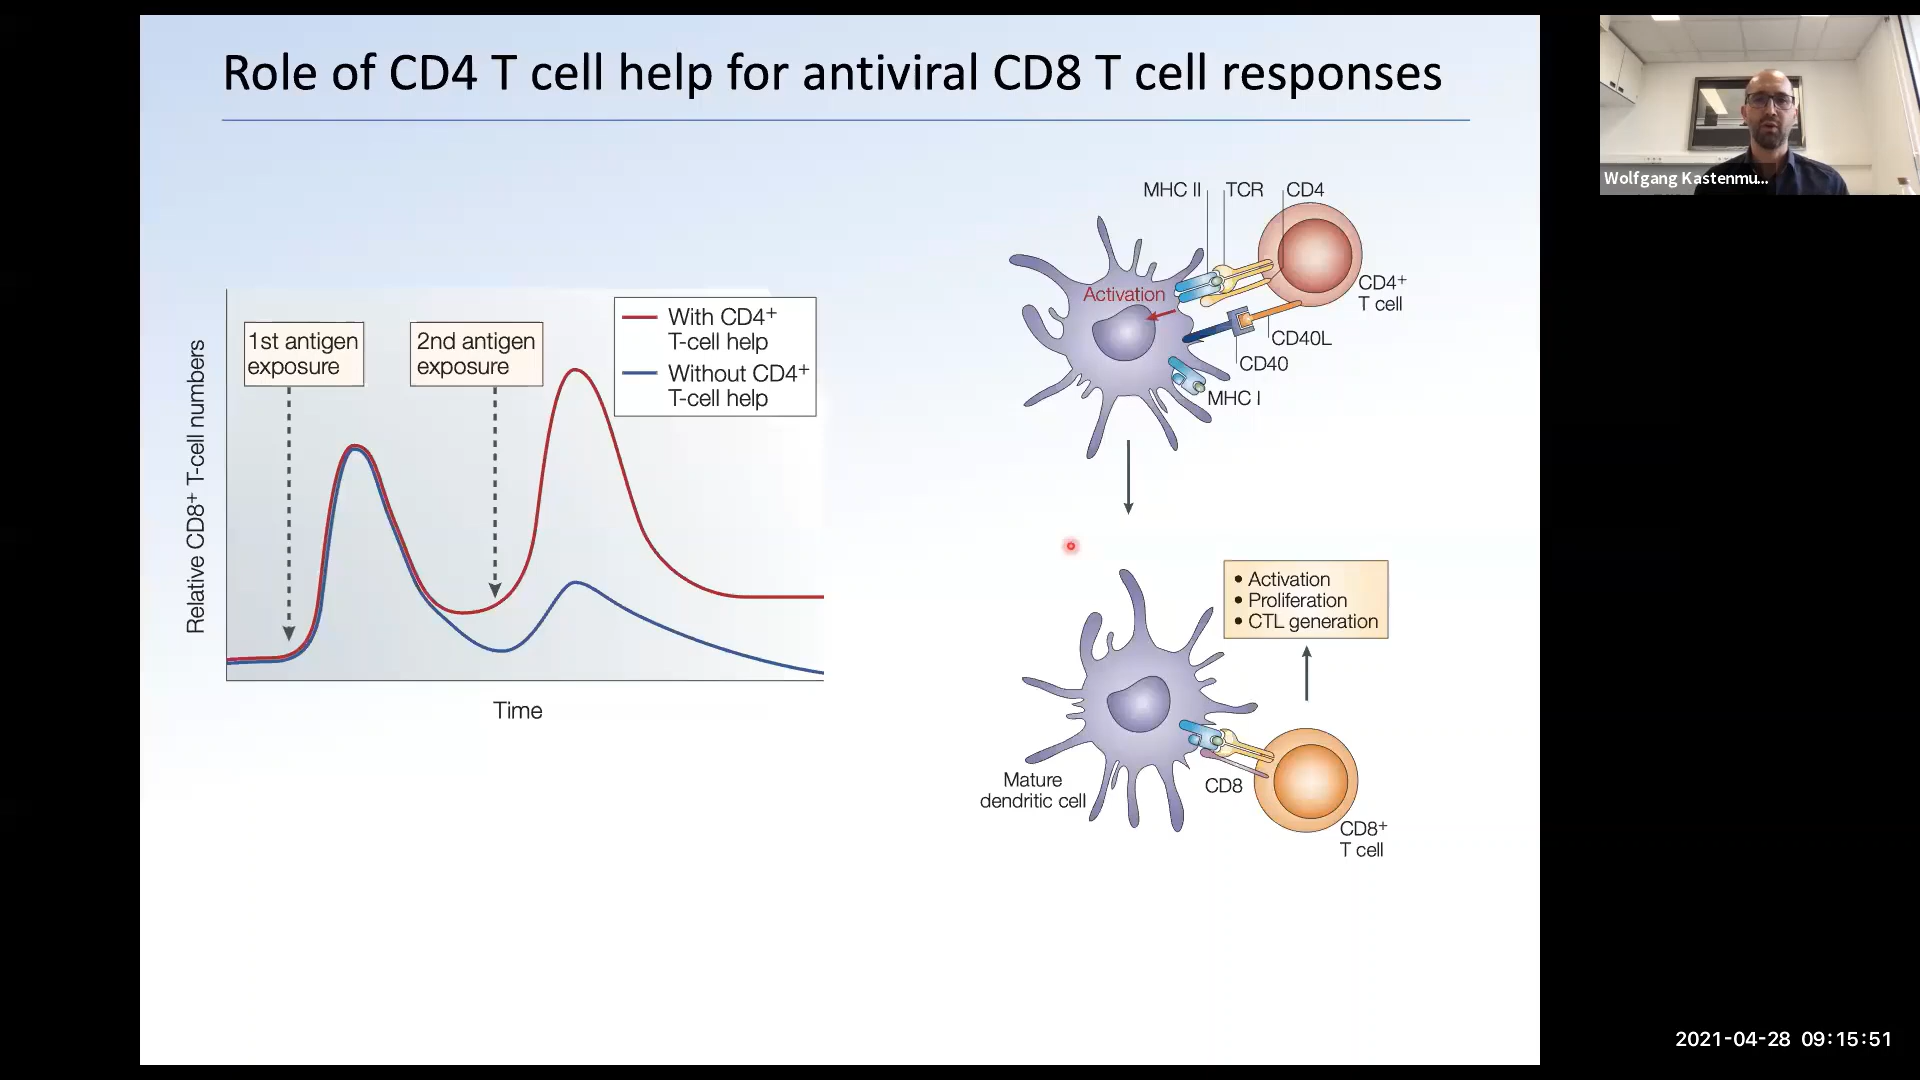 Role of CD4 T cell help for antiviral CD8 T cell responses
Wolfgang Kastenmu...
1st antigen
exposure
2nd antigen
exposure
With CD4⁺
T-cell help
Without CD4⁺
T-cell help
Relative CD8⁺ T-cell numbers
Time
MHC II
TCR
CD4
Activation
CD4⁺
T cell
CD40L
CD40
MHC I
• Activation
• Proliferation
• CTL generation
Mature
dendritic cell
CD8
CD8⁺
T cell
2021-04-28 09:15:51